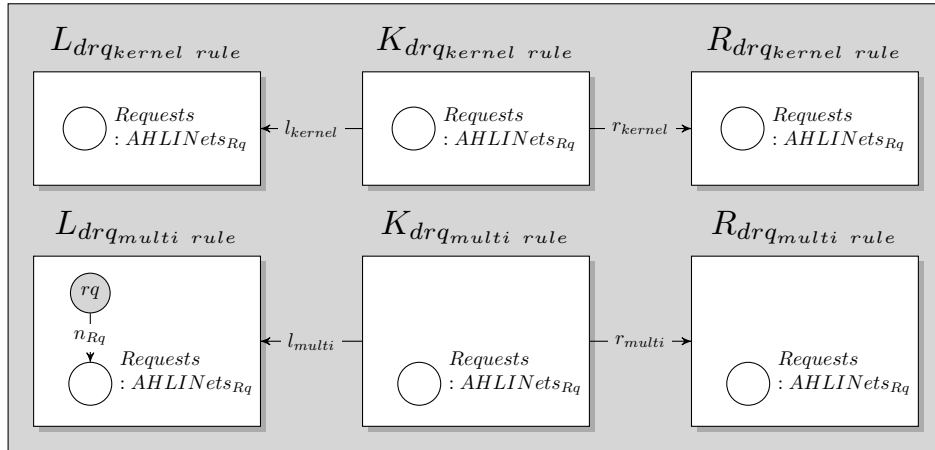 L_{drq_{kernel rule}} K_{drq_{kernel rule}} R_{drq_{kernel rule}}
Requests Requests Requests
: AHLINets_{Rq} l_{kernel} : AHLINets_{Rq} r_{kernel} : AHLINets_{Rq}
L_{drq_{multi rule}} K_{drq_{multi rule}} R_{drq_{multi rule}}
rq
n_{Rq} l_{multi} r_{multi}
Requests Requests Requests
: AHLINets_{Rq} : AHLINets_{Rq} : AHLINets_{Rq}